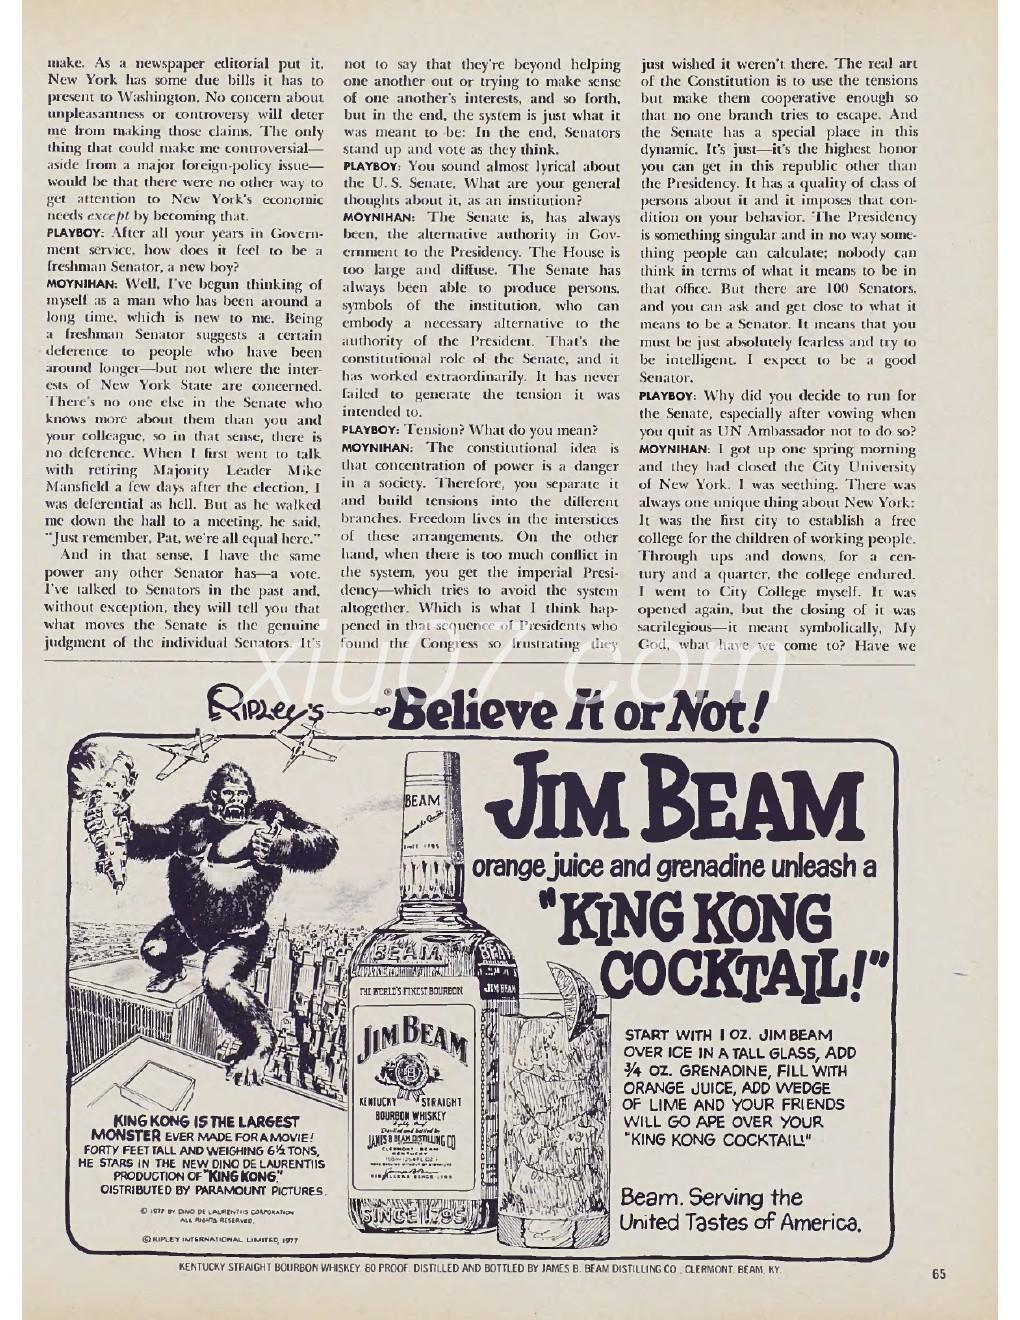 make. As a newspaper editorial put it,
New York has some due bills it has to
present to Washington. No concern about
unpleasantness or controversy will deter
me from making those claims. The only
thing that could make me controversial—
aside from a major foreign-policy issue—
would be that there were no other way to
get attention to New York's economic
needs except by becoming that.
PLAYBOY: After all your years in Govern-
ment service, how does it feel to be a
freshman Senator, a new boy?
MOYNIHAN: Well, I've begun thinking of
myself as a man who has been around a
long time, which is new to me. Being
a freshman Senator suggests a certain
deference to people who have been
around longer—but not where the inter-
ests of New York State are concerned.
There's no one else in the Senate who
knows more about them than you and
your colleague, so in that sense, there is
no deference. When I first went to talk
with retiring Majority Leader Mike
Mansfield a few days after the election, I
was deferential as hell. But as he walked
me down the hall to a meeting, he said,
"Just remember, Pat, we're all equal here."
And in that sense, I have the same
power any other Senator has—a vote.
I've talked to Senators in the past and,
without exception, they will tell you that
what moves the Senate is the genuine
judgment of the individual Senators. It's
not to say that they're beyond helping
one another out or trying to make sense
of one another's interests, and so forth,
but in the end, the system is just what it
was meant to be: In the end, Senators
stand up and vote as they think.
PLAYBOY: You sound almost lyrical about
the U. S. Senate. What are your general
thoughts about it, as an institution?
MOYNIHAN: The Senate is, has always
been, the alternative authority in Gov-
ernment to the Presidency. The House is
too large and diffuse. The Senate has
always been able to produce persons,
symbols of the institution, who can
embody a necessary alternative to the
authority of the President. That's the
constitutional role of the Senate, and it
has worked extraordinarily. It has never
failed to generate the tension it was
intended to.
PLAYBOY: Tension? What do you mean?
MOYNIHAN: The constitutional idea is
that concentration of power is a danger
in a society. Therefore, you separate it
and build tensions into the different
branches. Freedom lives in the interstices
of these arrangements. On the other
hand, when there is too much conflict in
the system, you get the imperial Presi-
dency—which tries to avoid the system
altogether. Which is what I think hap-
pened in that sequence of Presidents who
found the Congress so frustrating they
just wished it weren't there. The real art
of the Constitution is to use the tensions
but make them cooperative enough so
that no one branch tries to escape. And
the Senate has a special place in this
dynamic. It's just—it's the highest honor
you can get in this republic other than
the Presidency. It has a quality of class of
persons about it and it imposes that con-
dition on your behavior. The Presidency
is something singular and in no way some-
thing people can calculate; nobody can
think in terms of what it means to be in
that office. But there are 100 Senators,
and you can ask and get close to what it
means to be a Senator. It means that you
must be just absolutely fearless and try to
be intelligent. I expect to be a good
Senator.
PLAYBOY: Why did you decide to run for
the Senate, especially after vowing when
you quit as UN Ambassador not to do so?
MOYNIHAN: I got up one spring morning
and they had closed the City University
of New York. I was seething. There was
always one unique thing about New York:
It was the first city to establish a free
college for the children of working people.
Through ups and downs, for a cen-
tury and a quarter, the college endured.
I went to City College myself. It was
opened again, but the closing of it was
sacrilegious—it meant symbolically, My
God, what have we come to? Have we
xiu07.com
Ripley's Believe It or Not!
JIM BEAM
orange juice and grenadine unleash a
"KING KONG
COCKTAIL!"
START WITH 1 OZ. JIM BEAM
OVER ICE IN A TALL GLASS, ADD
3/4 OZ. GRENADINE, FILL WITH
ORANGE JUICE, ADD WEDGE
OF LIME AND YOUR FRIENDS
WILL GO APE OVER YOUR
"KING KONG COCKTAIL!"
Beam. Serving the
United Tastes of America.
BEAM
SINCE 1795
BEAM
THE WORLD'S FINEST BOURBON
JIM BEAM
JIM BEAM
KENTUCKY STRAIGHT
BOURBON WHISKEY
Distilled and bottled by
JAMES B. BEAM DISTILLING CO.
CLERMONT BEAM
KENTUCKY
SINCE 1795
KING KONG IS THE LARGEST
MONSTER EVER MADE FOR A MOVIE!
FORTY FEET TALL AND WEIGHING 6½ TONS,
HE STARS IN THE NEW DINO DE LAURENTIIS
PRODUCTION OF "KING KONG."
DISTRIBUTED BY PARAMOUNT PICTURES.
© 1977 BY DINO DE LAURENTIIS CORPORATION
ALL RIGHTS RESERVED.
© RIPLEY INTERNATIONAL LIMITED, 1977
KENTUCKY STRAIGHT BOURBON WHISKEY. 80 PROOF. DISTILLED AND BOTTLED BY JAMES B. BEAM DISTILLING CO., CLERMONT, BEAM, KY.
65